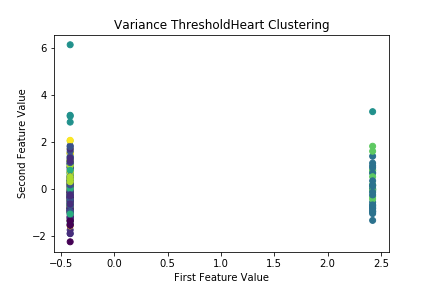 Variance ThresholdHeart Clustering
Second Feature Value
6
4
2
0
−2
−0.5 0.0 0.5 1.0 1.5 2.0 2.5
First Feature Value